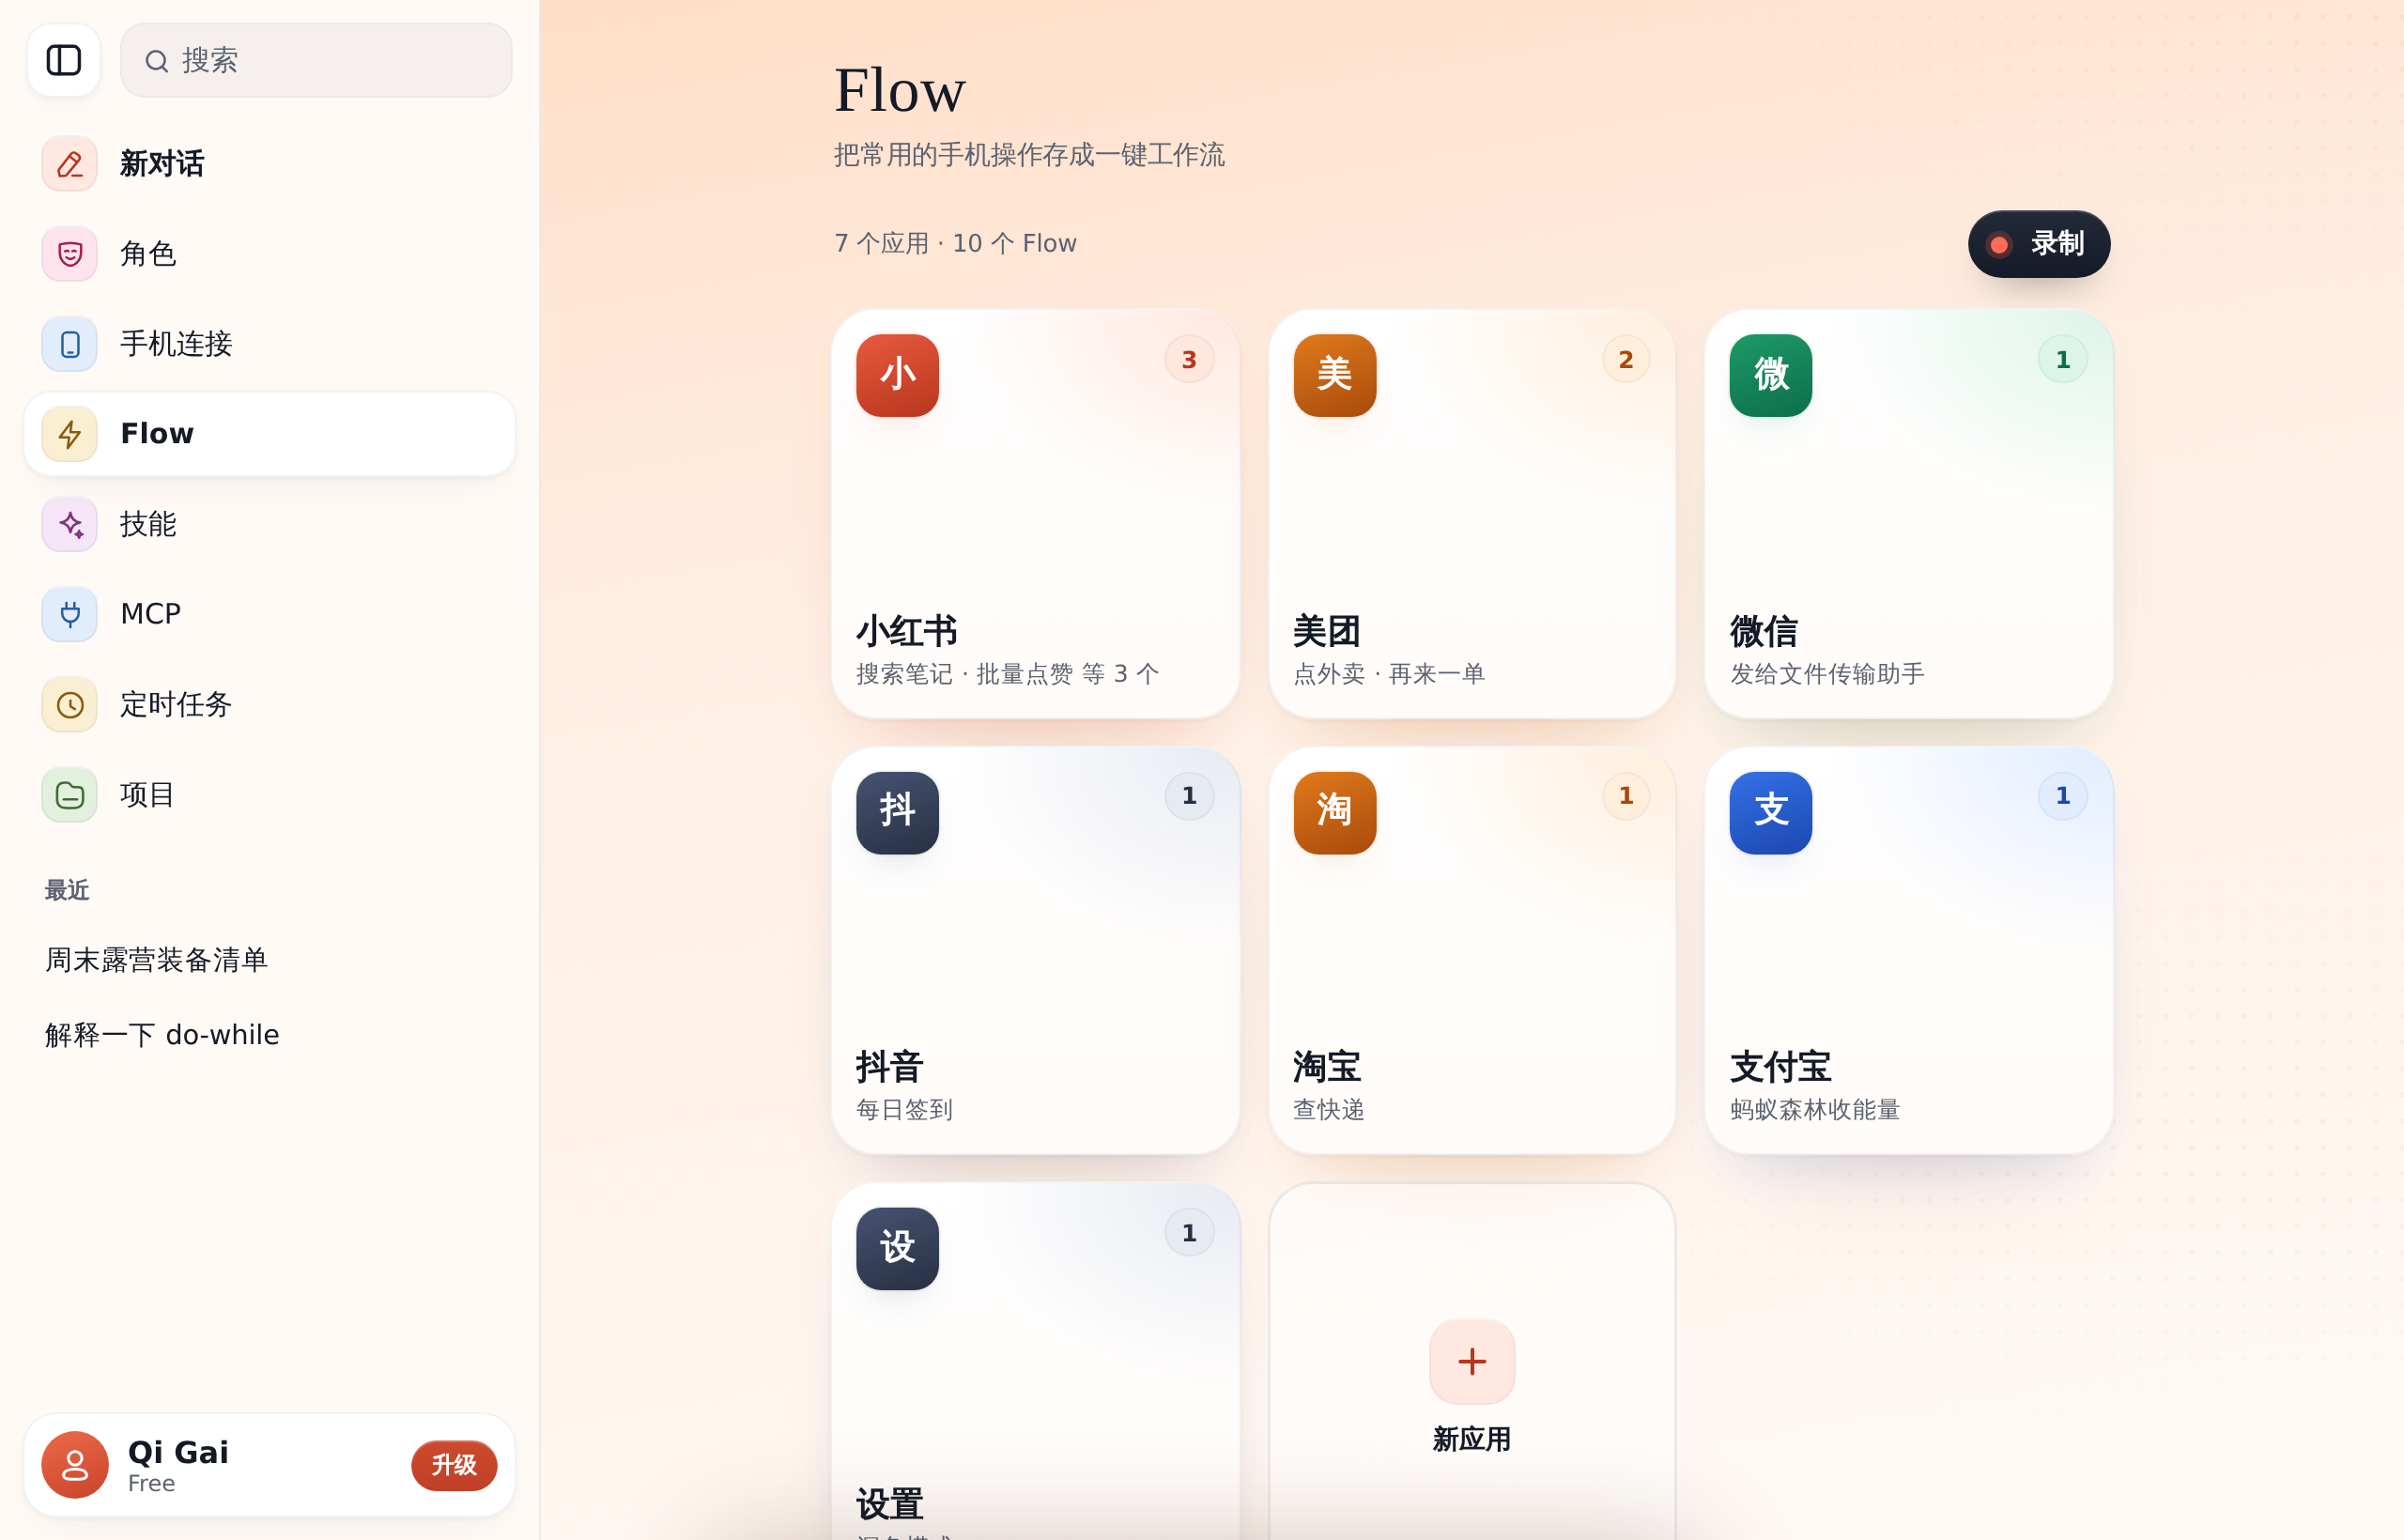 搜索
新对话
角色
手机连接
Flow
技能
MCP
定时任务
项目
最近
周末露营装备清单
解释一下 do-while
Qi Gai
Free
升级
Flow
把常用的手机操作存成一键工作流
7 个应用 · 10 个 Flow
录制
小
3
小红书
搜索笔记 · 批量点赞 等 3 个
美
2
美团
点外卖 · 再来一单
微
1
微信
发给文件传输助手
抖
1
抖音
每日签到
淘
1
淘宝
查快递
支
1
支付宝
蚂蚁森林收能量
设
1
设置
新应用